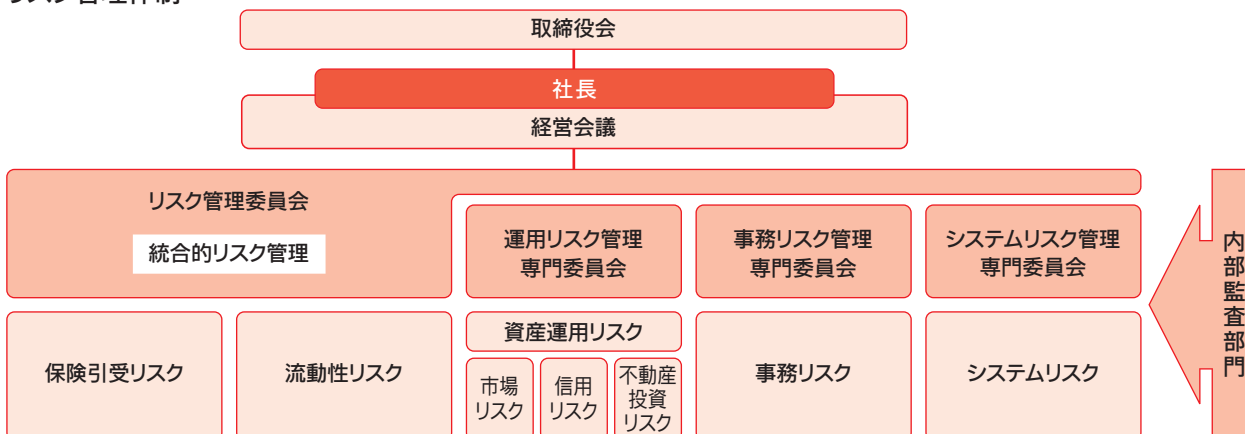 リスク管理体制
取締役会
社長
経営会議
リスク管理委員会
統合的リスク管理
運用リスク管理
専門委員会
事務リスク管理
専門委員会
システムリスク管理
専門委員会
内部監査部門
保険引受リスク
流動性リスク
資産運用リスク
市場
リスク
信用
リスク
不動産
投資
リスク
事務リスク
システムリスク